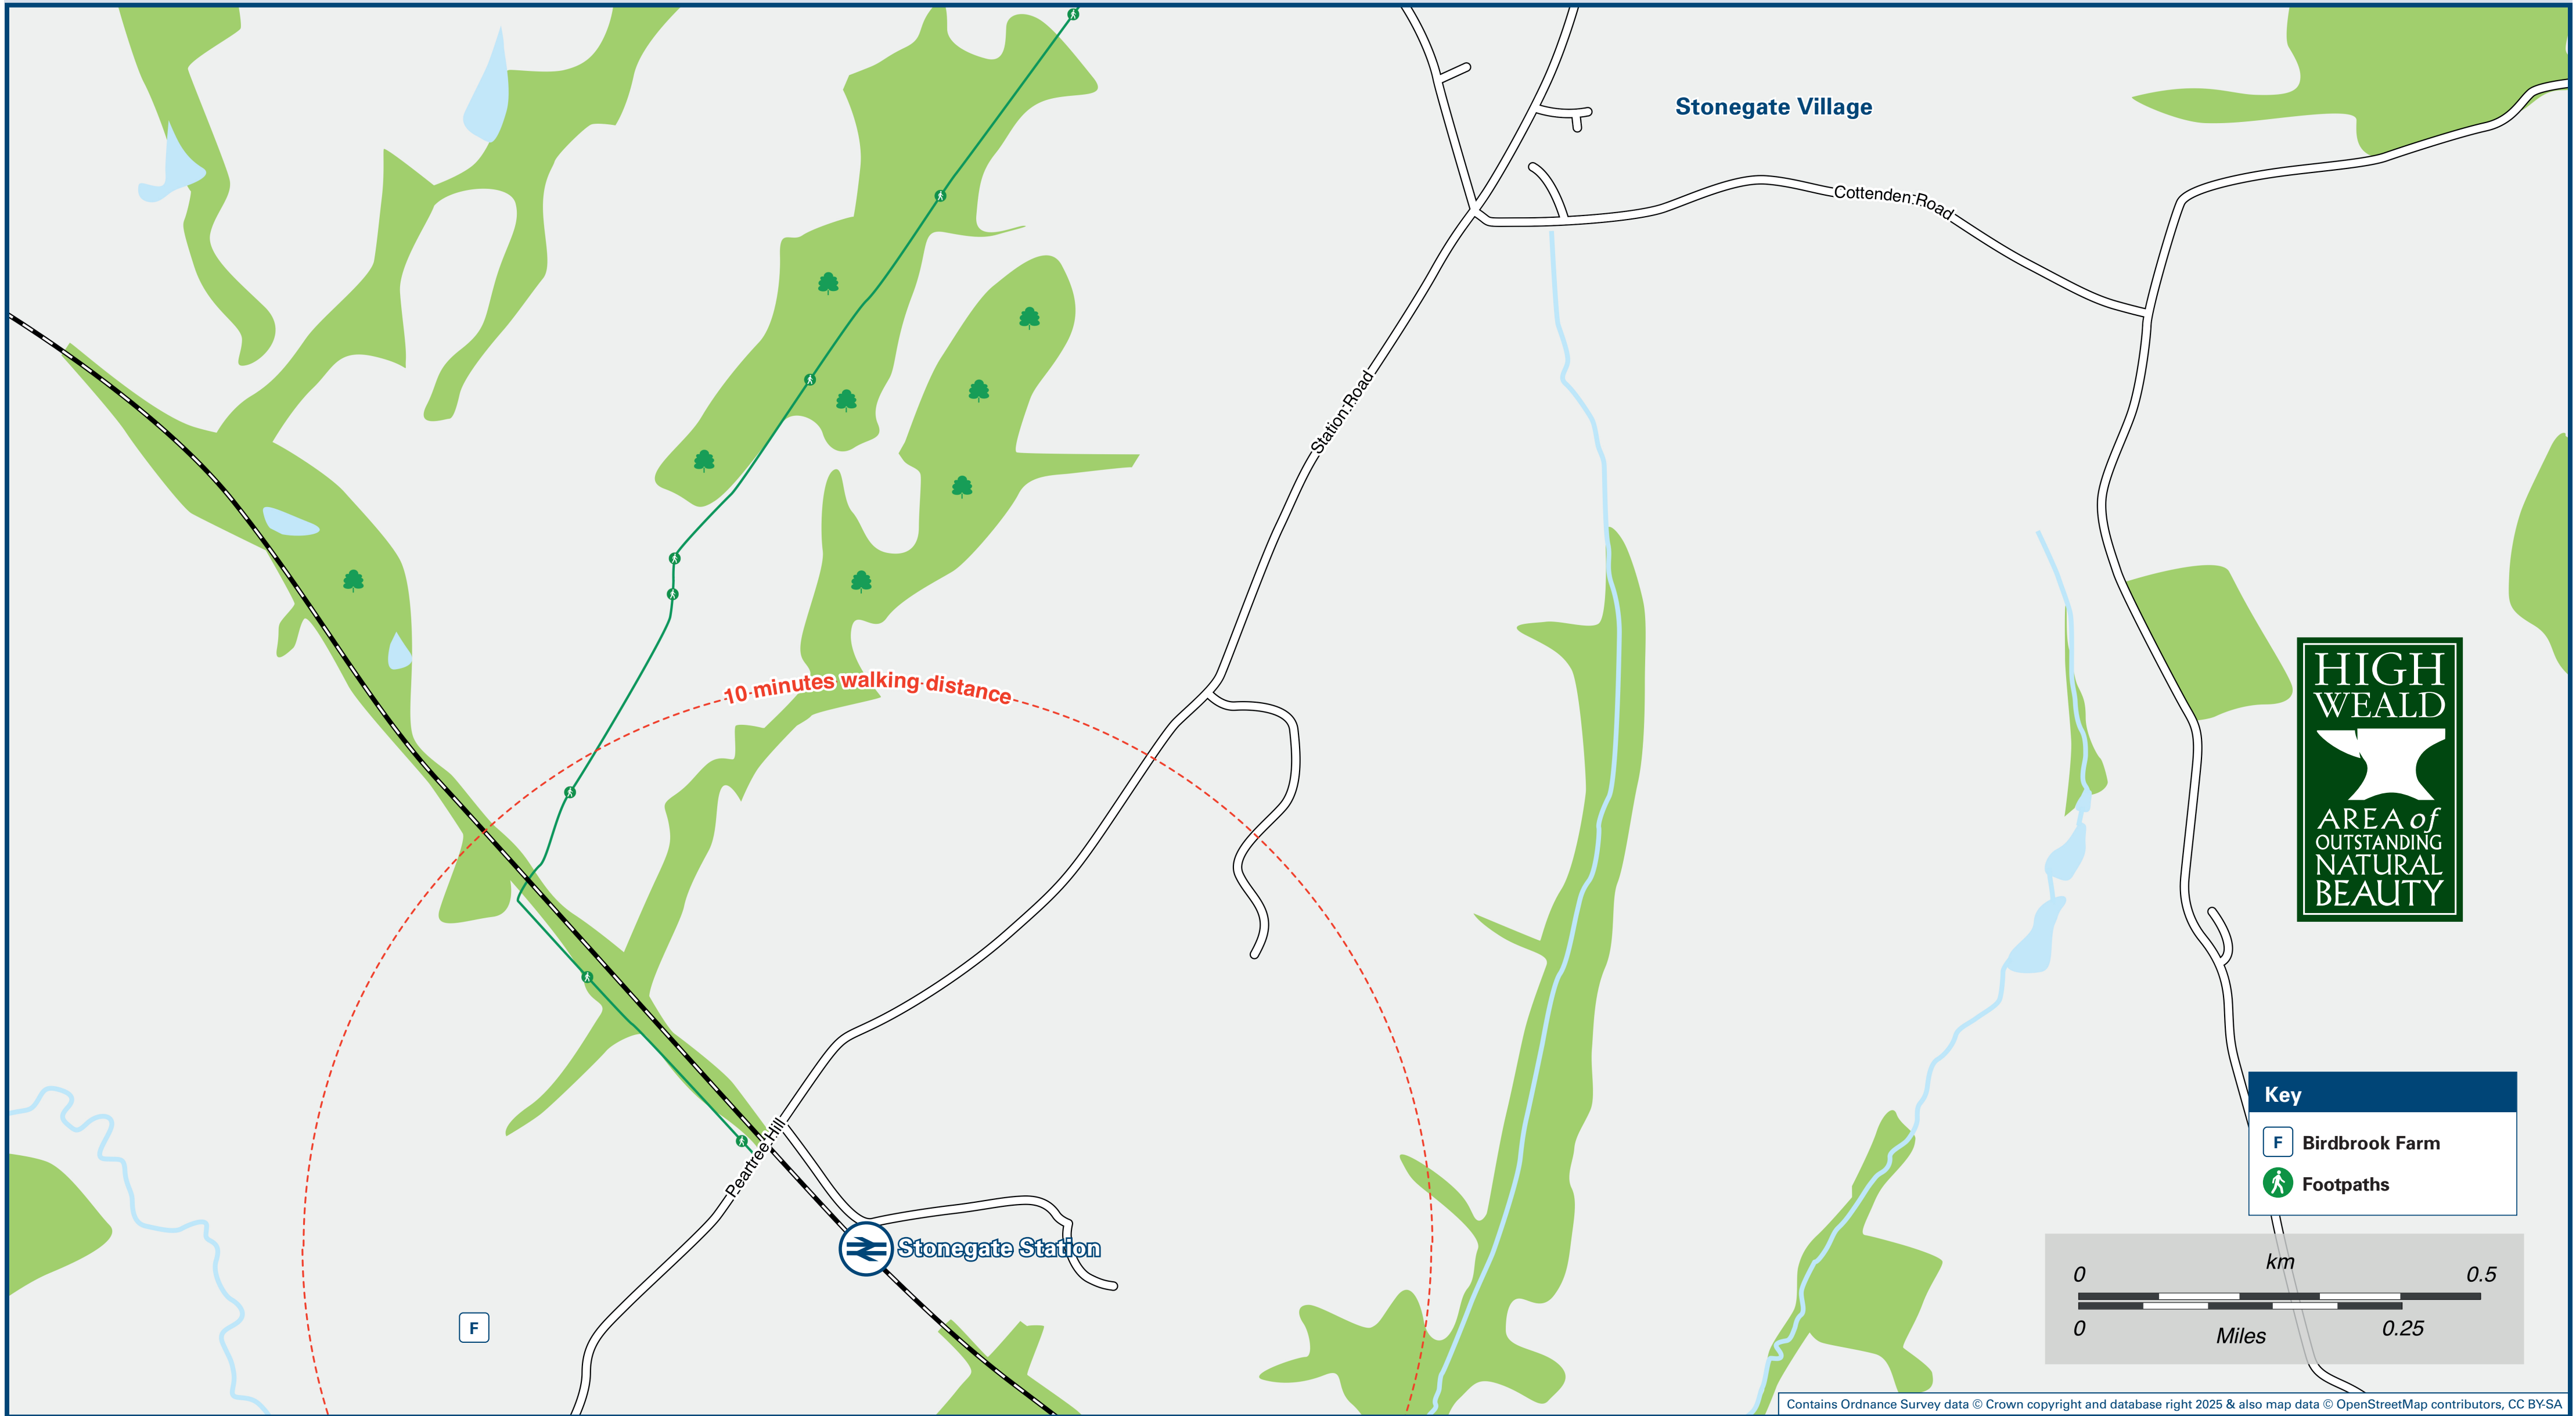 Stonegate Village
Cottenden Road
Station Road
10 minutes walking distance
HIGH
WEALD
AREA of
OUTSTANDING
NATURAL
BEAUTY
Peartree Hill
Stonegate Station
F
Key
F Birdbrook Farm
Footpaths
km
0 0.5
0 0.25
Miles
Contains Ordnance Survey data © Crown copyright and database right 2025 & also map data © OpenStreetMap contributors, CC BY-SA